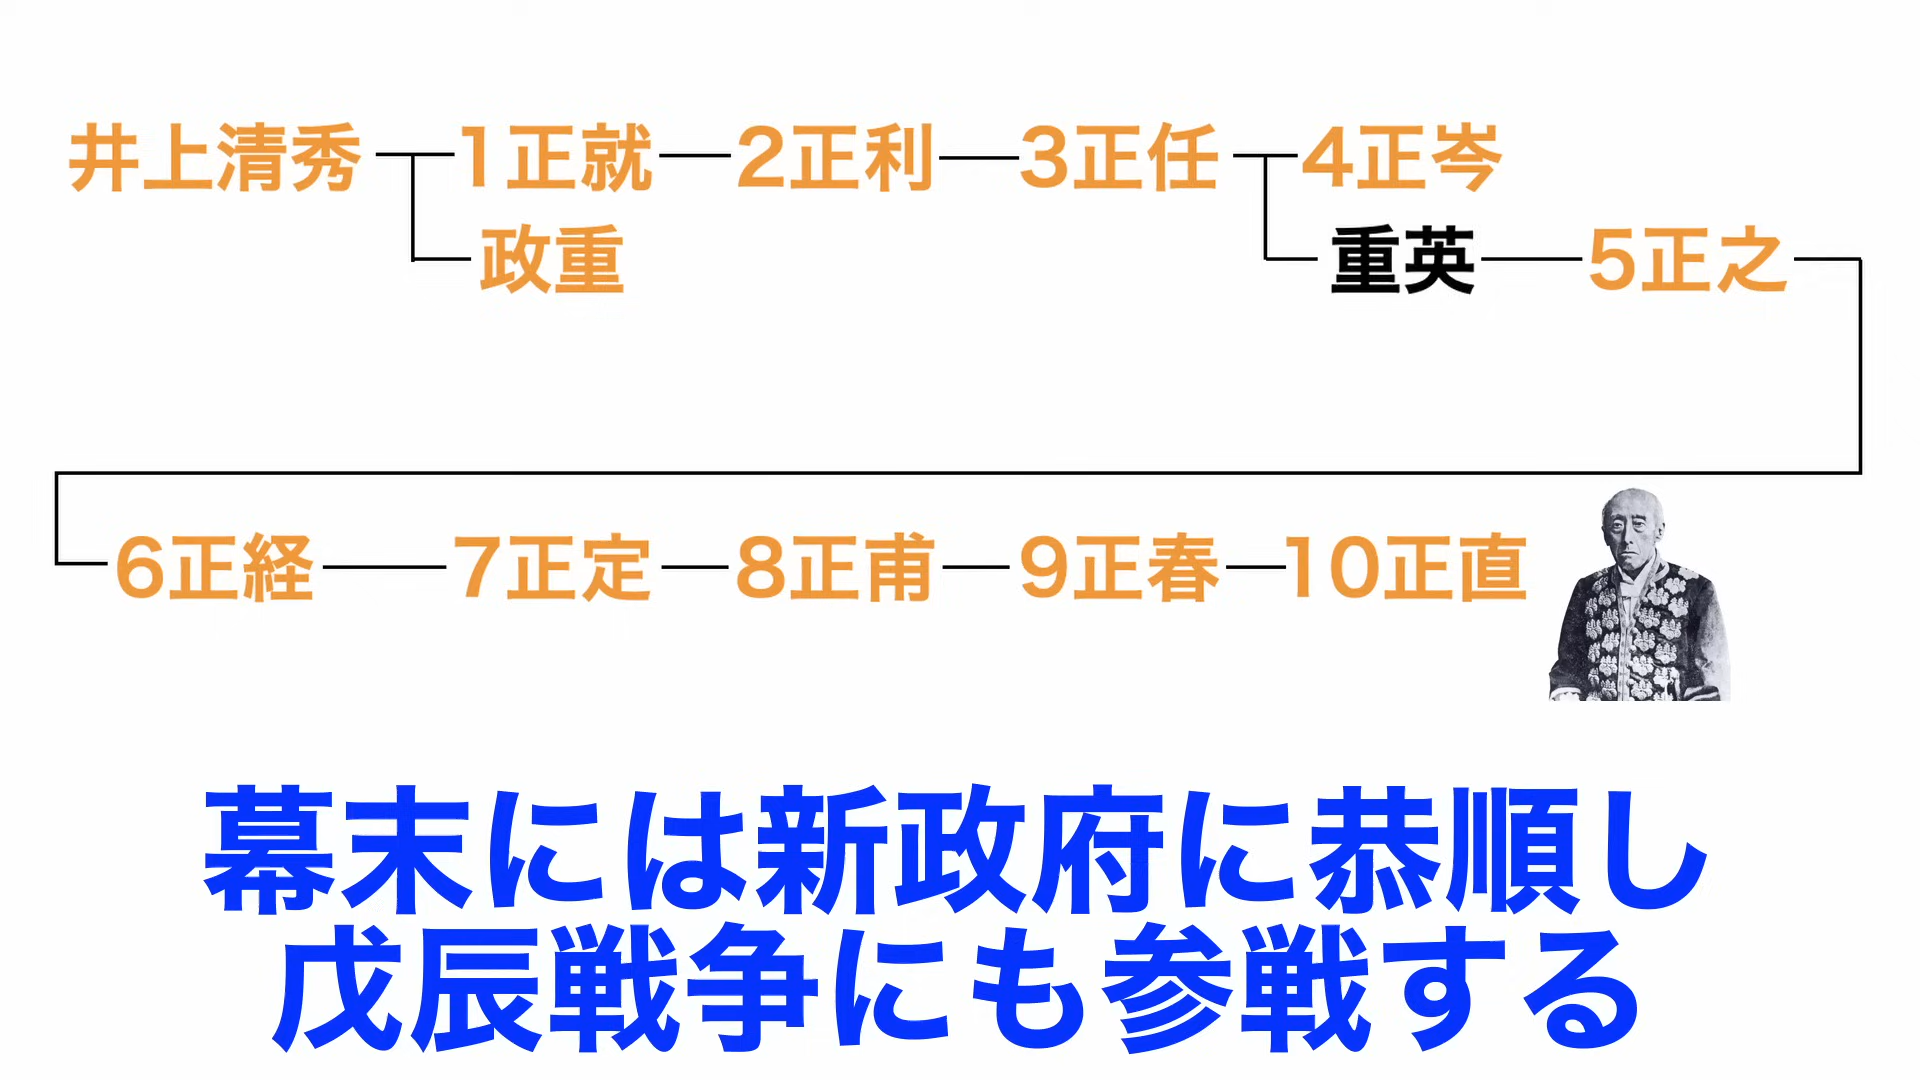 井上清秀 1正就 2正利 3正任 4正岑
政重 重英 5正之
6正経 7正定 8正甫 9正春 10正直
幕末には新政府に恭順し
戊辰戦争にも参戦する